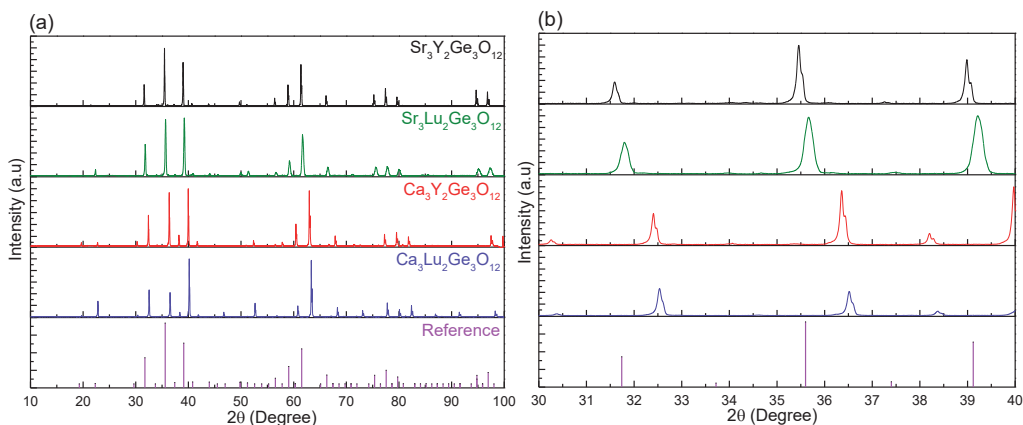 (a)
(b)
Sr₃Y₂Ge₃O₁₂
Sr₃Lu₂Ge₃O₁₂
Ca₃Y₂Ge₃O₁₂
Ca₃Lu₂Ge₃O₁₂
Reference
Intensity (a.u)
10 20 30 40 50 60 70 80 90 100
2θ (Degree)
Intensity (a.u)
30 31 32 33 34 35 36 37 38 39 40
2θ (Degree)